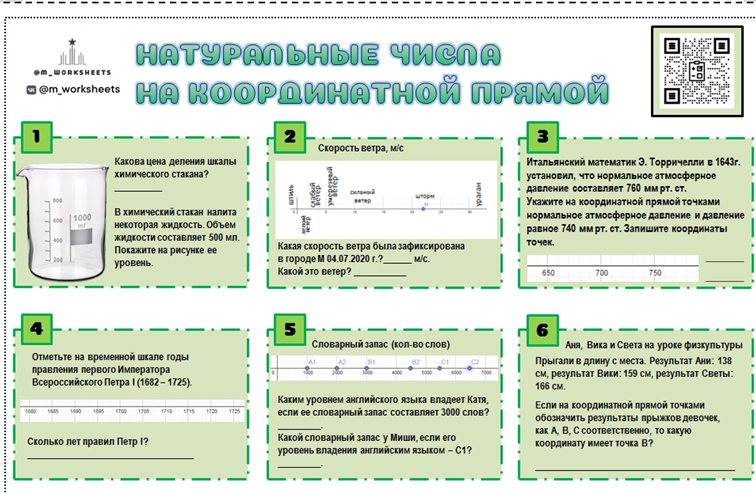 @M_WORKSHEETS
@m_worksheets
НАТУРАЛЬНЫЕ ЧИСЛА
НА КООРДИНАТНОЙ ПРЯМОЙ
1
Какова цена деления шкалы
химического стакана?
В химический стакан налита
некоторая жидкость. Объем
жидкости составляет 500 мл.
Покажите на рисунке ее
уровень.
800
600
400
200
1000
ml
2
Скорость ветра, м/с
штиль
легкий ветер
слабый ветер
умеренный ветер
сильный ветер
шторм
ураган
5
10
15
20
25
30
M
Какая скорость ветра была зафиксирована
в городе М 04.07.2020 г.?______ м/с.
Какой это ветер? ____________
3
Итальянский математик Э. Торричелли в 1643г.
установил, что нормальное атмосферное
давление составляет 760 мм рт. ст.
Укажите на координатной прямой точками
нормальное атмосферное давление и давление
равное 740 мм рт. ст. Запишите координаты
точек.
650 700 750
4
Отметьте на временной шкале годы
правления первого Императора
Всероссийского Петра I (1682 – 1725).
1680 1685 1690 1695 1700 1705 1710 1715 1720 1725
Сколько лет правил Петр I?
5
Словарный запас (кол-во слов)
A1 A2 B1 B2 C1 C2
0 1000 2000 3000 4000 5000 6000 7000
Каким уровнем английского языка владеет Катя,
если ее словарный запас составляет 3000 слов?
________.
Какой словарный запас у Миши, если его
уровень владения английским языком – С1?
________.
6
Аня, Вика и Света на уроке физкультуры
Прыгали в длину с места. Результат Ани: 138
см, результат Вики: 159 см, результат Светы:
166 см.
Если на координатной прямой точками
обозначить результаты прыжков девочек,
как А, В, С соответственно, то какую
координату имеет точка В?